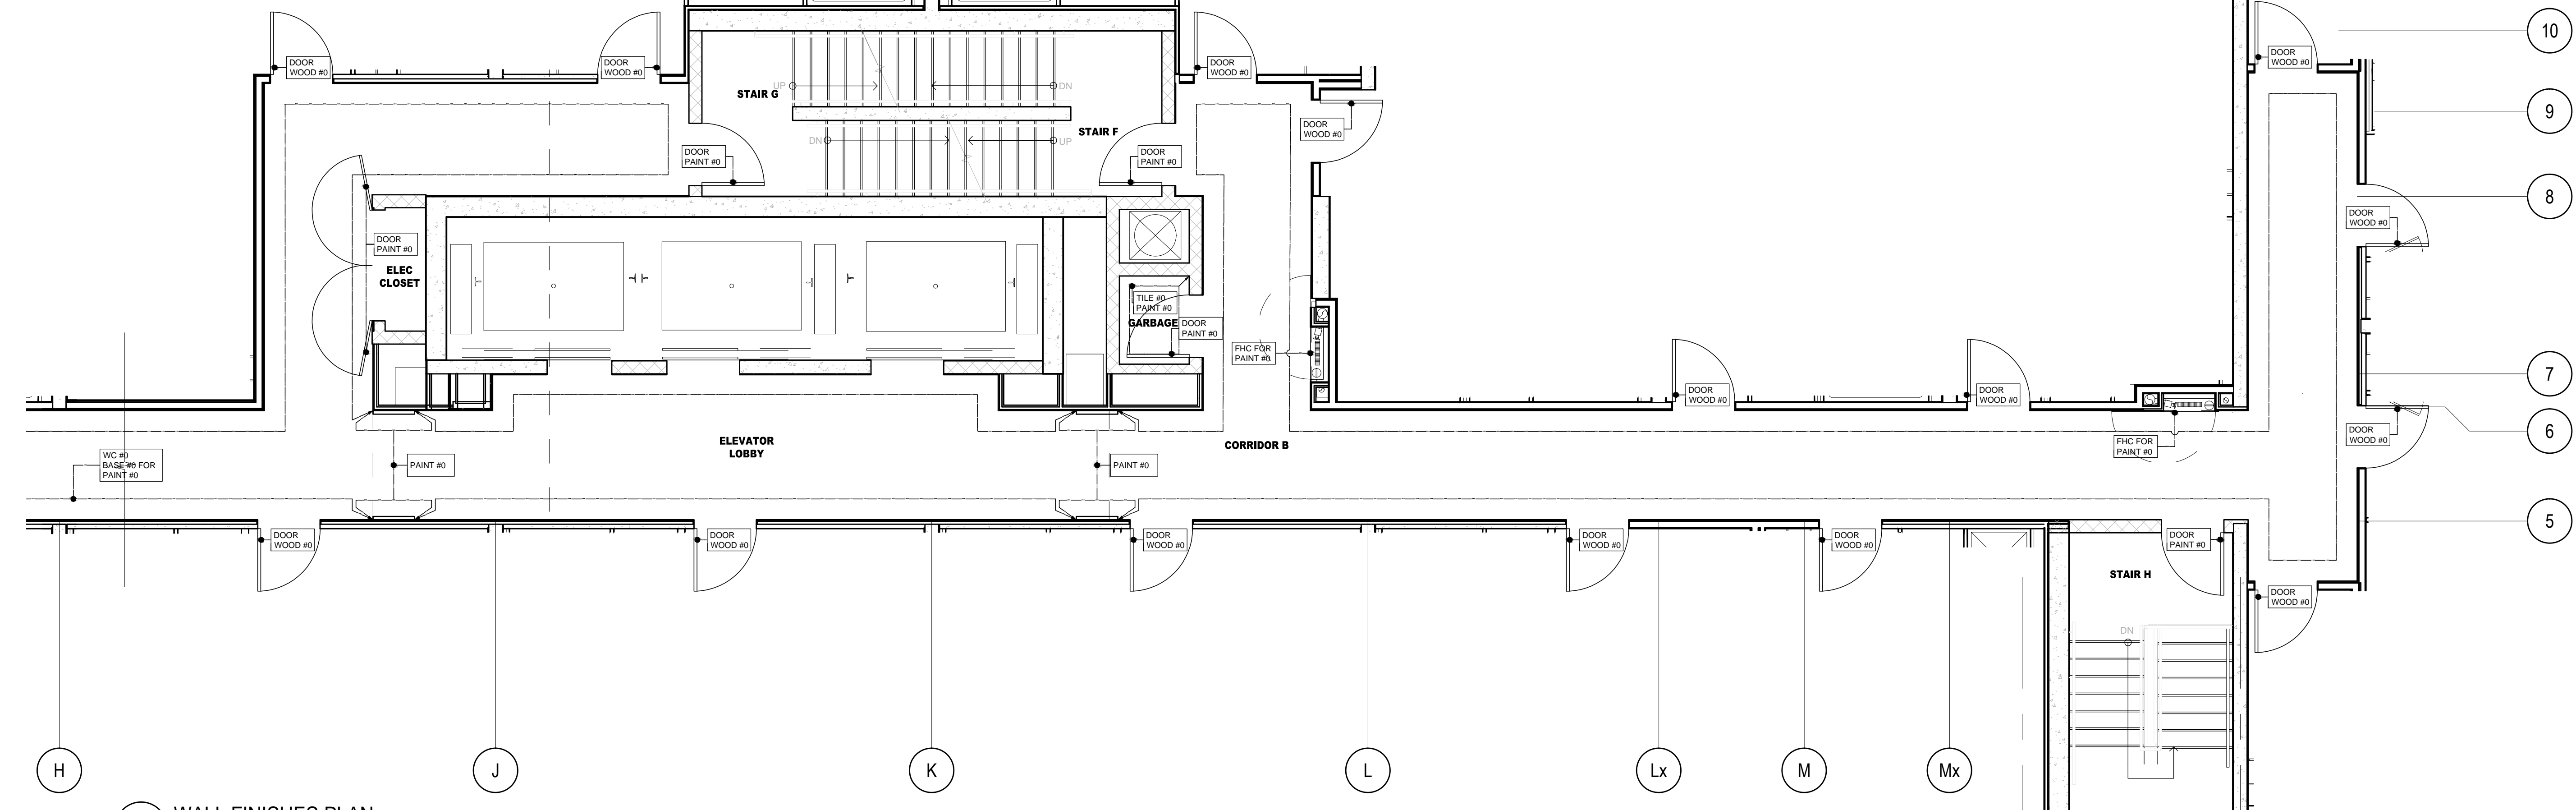 10
DOOR
WOOD #0
DOOR
WOOD #0
DOOR
WOOD #0
DOOR
WOOD #0
UP
DN
STAIR G
9
DOOR
WOOD #0
STAIR F
DN
UP
DOOR
PAINT #0
DOOR
PAINT #0
8
DOOR
WOOD #0
DOOR
PAINT #0
ELEC
CLOSET
TILE #0
PAINT #0
GARBAGE
DOOR
PAINT #0
FHC FOR
PAINT #0
7
DOOR
WOOD #0
DOOR
WOOD #0
6
DOOR
WOOD #0
ELEVATOR
LOBBY
CORRIDOR B
FHC FOR
PAINT #0
WC #0
BASE #0 FOR
PAINT #0
PAINT #0
PAINT #0
5
DOOR
WOOD #0
DOOR
WOOD #0
DOOR
WOOD #0
DOOR
WOOD #0
DOOR
WOOD #0
DOOR
PAINT #0
STAIR H
DOOR
WOOD #0
DN
H
J
K
L
Lx
M
Mx
WALL FINISHES PLAN